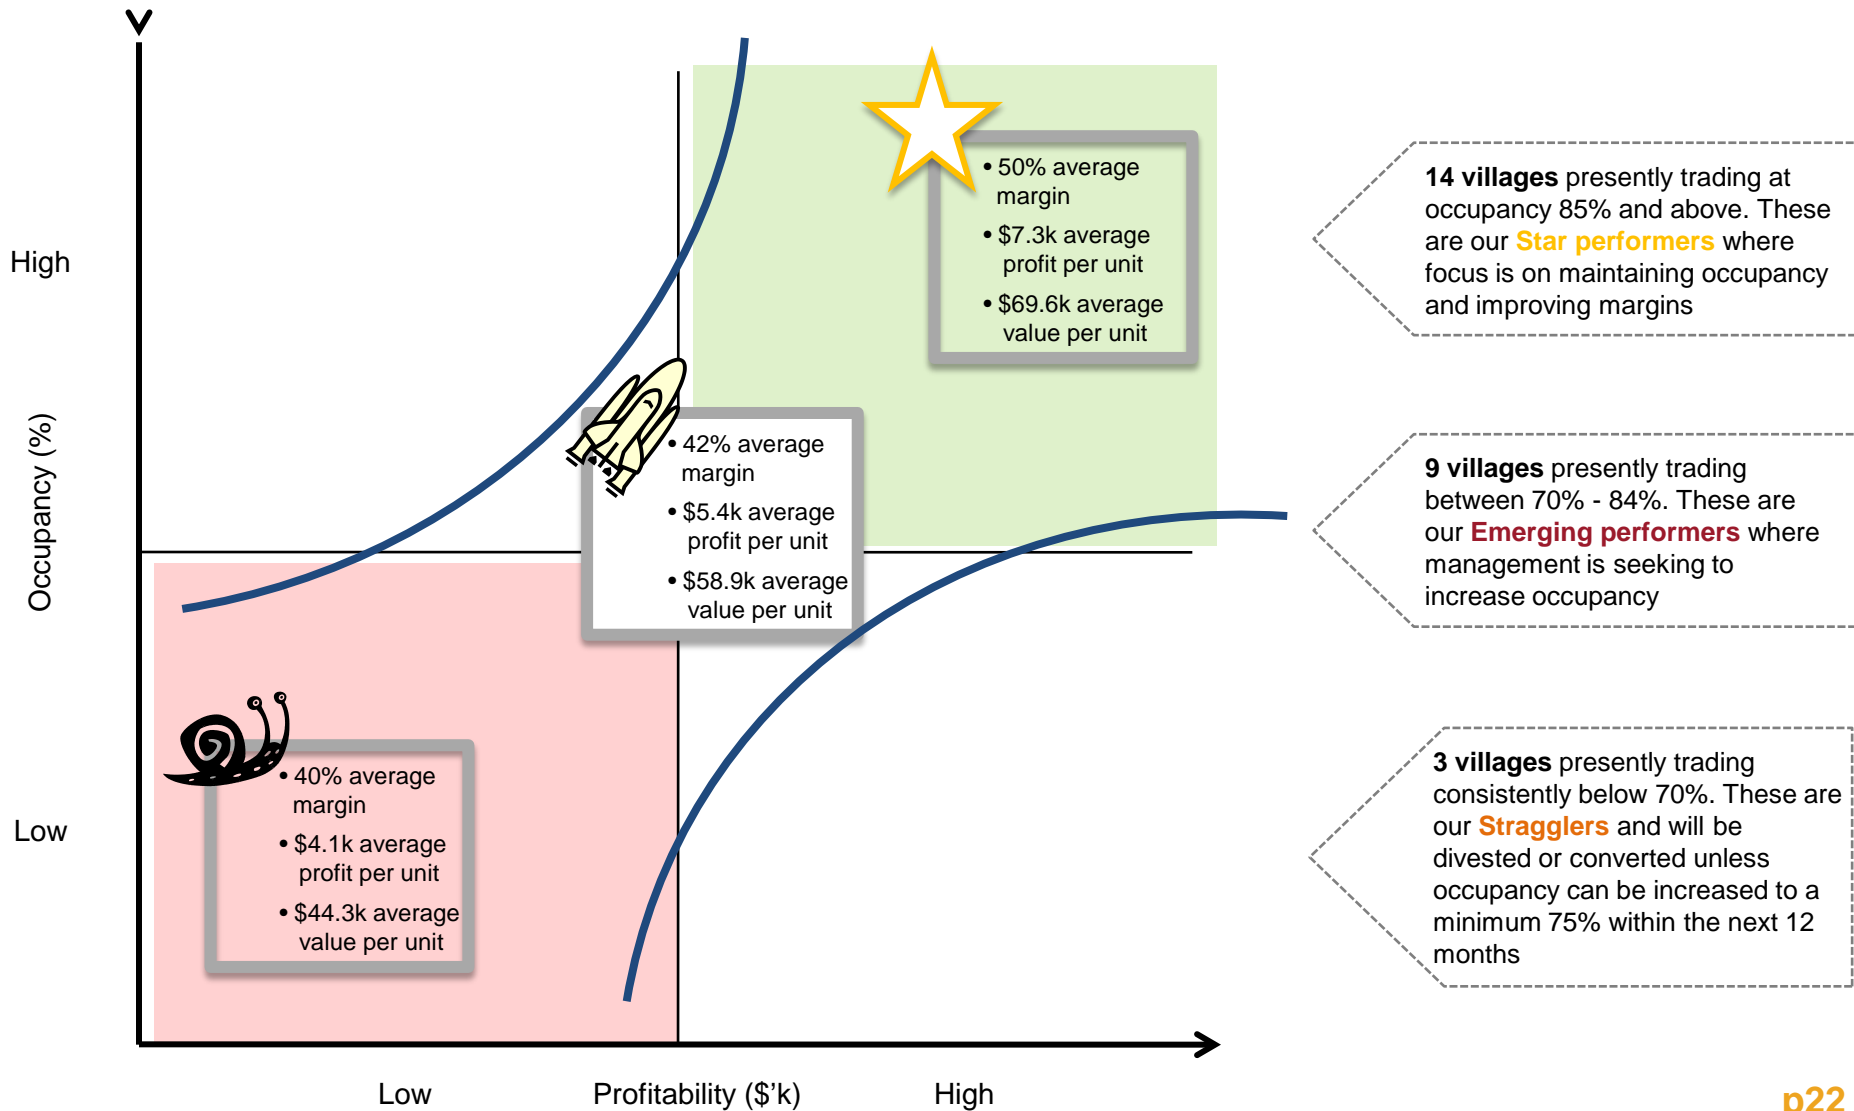 High
Occupancy (%)
Low
• 50% average
margin
• $7.3k average
profit per unit
• $69.6k average
value per unit
• 42% average
margin
• $5.4k average
profit per unit
• $58.9k average
value per unit
• 40% average
margin
• $4.1k average
profit per unit
• $44.3k average
value per unit
14 villages presently trading at
occupancy 85% and above. These
are our Star performers where
focus is on maintaining occupancy
and improving margins
9 villages presently trading
between 70% - 84%. These are
our Emerging performers where
management is seeking to
increase occupancy
3 villages presently trading
consistently below 70%. These are
our Stragglers and will be
divested or converted unless
occupancy can be increased to a
minimum 75% within the next 12
months
Low
Profitability ($’k)
High
p22